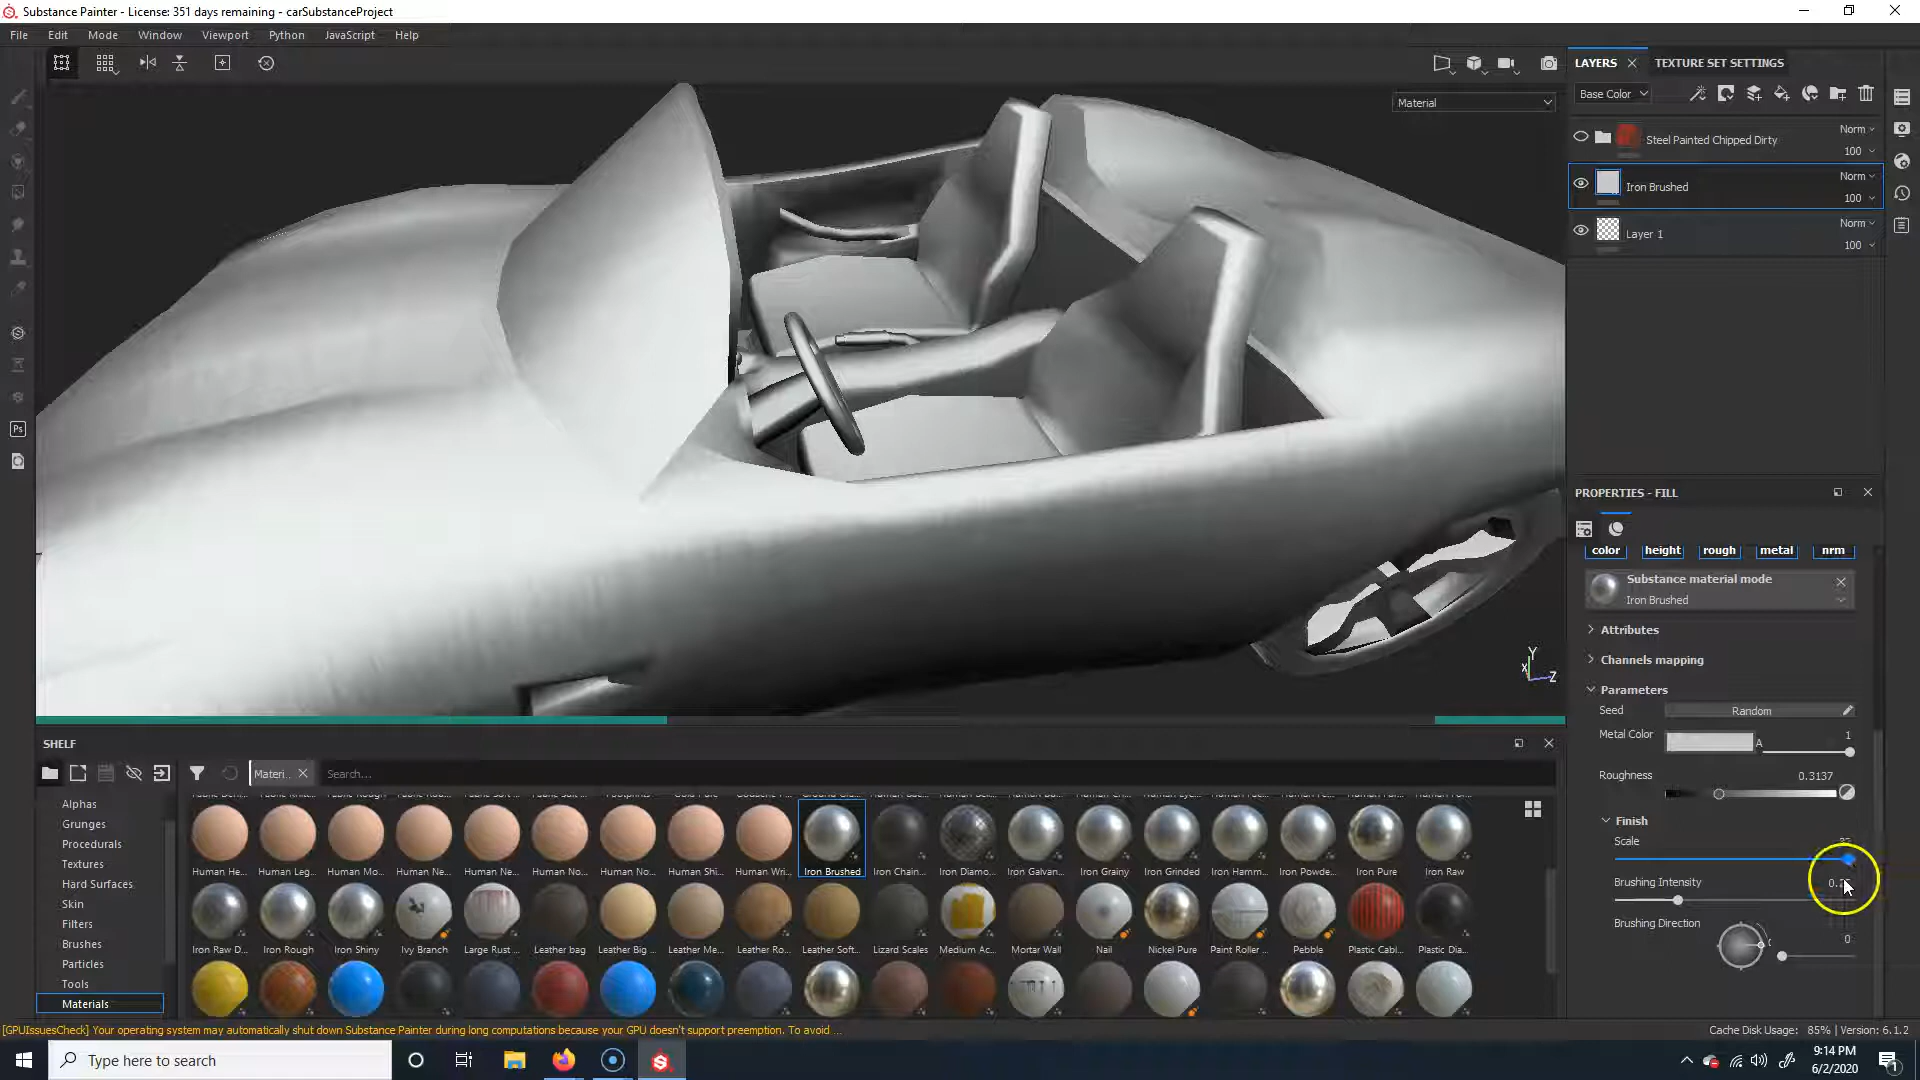 Substance Painter - License: 351 days remaining - carSubstanceProject
File Edit Mode Window Viewport Python JavaScript Help
LAYERS
TEXTURE SET SETTINGS
Material
Base Color
Steel Painted Chipped Dirty
Norm
100
Iron Brushed
Norm
100
Layer 1
Norm
100
PROPERTIES - FILL
color height rough metal nrm
Substance material mode
Iron Brushed
Attributes
Channels mapping
Parameters
Seed Random
Metal Color A 1
Roughness 0.3137
Finish
Scale
Brushing Intensity
Brushing Direction 0
Ps
Y
X
Z
SHELF
Materi..
Search...
Alphas
Grunges
Procedurals
Textures
Hard Surfaces
Skin
Filters
Brushes
Particles
Tools
Materials
Human He... Human Leg... Human Mo... Human Ne... Human Ne... Human No... Human No... Human Shi... Human Wri... Iron Brushed Iron Chain... Iron Diamo... Iron Galvan... Iron Grainy Iron Grinded Iron Hamm... Iron Powde... Iron Pure Iron Raw
Iron Raw D... Iron Rough Iron Shiny Ivy Branch Large Rust ... Leather bag Leather Big ... Leather Me... Leather Ro... Leather Soft... Lizard Scales Medium Ac... Mortar Wall Nail Nickel Pure Paint Roller ... Pebble Plastic Cabl... Plastic Dia...
[GPUIssuesCheck] Your operating system may automatically shut down Substance Painter during long computations because your GPU doesn't support preemption. To avoid ...
Cache Disk Usage: 85% | Version: 6.1.2
Type here to search
9:14 PM
6/2/2020
1